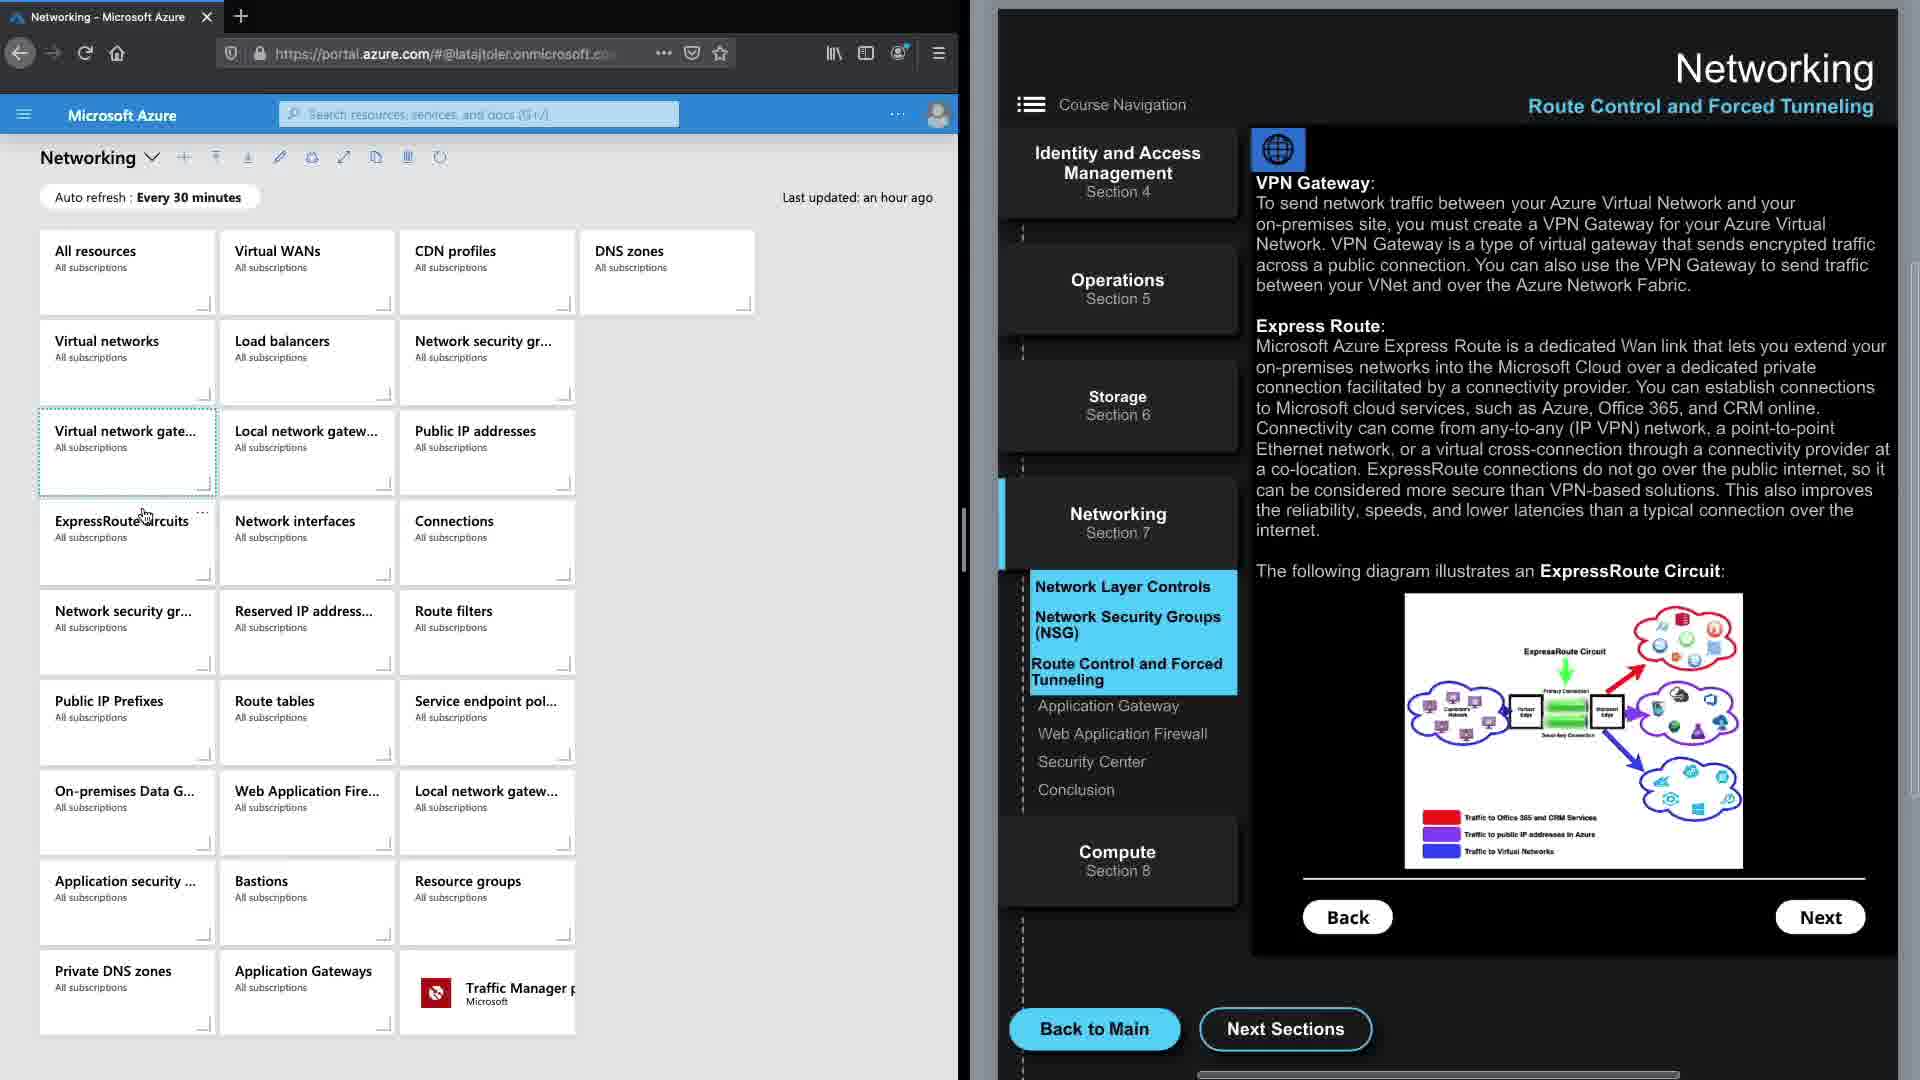 Networking - Microsoft Azure
https://portal.azure.com/#@latajtoler.onmicrosoft.co
Microsoft Azure
Search resources, services, and docs (G+/)
Networking
Auto refresh : Every 30 minutes
Last updated: an hour ago
All resources
All subscriptions
Virtual WANs
All subscriptions
CDN profiles
All subscriptions
DNS zones
All subscriptions
Virtual networks
All subscriptions
Load balancers
All subscriptions
Network security gr...
All subscriptions
Virtual network gate...
All subscriptions
Local network gatew...
All subscriptions
Public IP addresses
All subscriptions
ExpressRoute circuits
All subscriptions
Network interfaces
All subscriptions
Connections
All subscriptions
Network security gr...
All subscriptions
Reserved IP address...
All subscriptions
Route filters
All subscriptions
Public IP Prefixes
All subscriptions
Route tables
All subscriptions
Service endpoint pol...
All subscriptions
On-premises Data G...
All subscriptions
Web Application Fire...
All subscriptions
Local network gatew...
All subscriptions
Application security ...
All subscriptions
Bastions
All subscriptions
Resource groups
All subscriptions
Private DNS zones
All subscriptions
Application Gateways
All subscriptions
Traffic Manager p
Microsoft
Networking
Route Control and Forced Tunneling
Course Navigation
Identity and Access
Management
Section 4
Operations
Section 5
Storage
Section 6
Networking
Section 7
Network Layer Controls
Network Security Groups
(NSG)
Route Control and Forced
Tunneling
Application Gateway
Web Application Firewall
Security Center
Conclusion
Compute
Section 8
VPN Gateway:
To send network traffic between your Azure Virtual Network and your
on-premises site, you must create a VPN Gateway for your Azure Virtual
Network. VPN Gateway is a type of virtual gateway that sends encrypted traffic
across a public connection. You can also use the VPN Gateway to send traffic
between your VNet and over the Azure Network Fabric.
Express Route:
Microsoft Azure Express Route is a dedicated Wan link that lets you extend your
on-premises networks into the Microsoft Cloud over a dedicated private
connection facilitated by a connectivity provider. You can establish connections
to Microsoft cloud services, such as Azure, Office 365, and CRM online.
Connectivity can come from any-to-any (IP VPN) network, a point-to-point
Ethernet network, or a virtual cross-connection through a connectivity provider at
a co-location. ExpressRoute connections do not go over the public internet, so it
can be considered more secure than VPN-based solutions. This also improves
the reliability, speeds, and lower latencies than a typical connection over the
internet.
The following diagram illustrates an ExpressRoute Circuit:
ExpressRoute Circuit
Primary Connection
Customer's
Network
Partner
Edge
Microsoft
Edge
Secondary Connection
Traffic to Office 365 and CRM Services
Traffic to public IP addresses in Azure
Traffic to Virtual Networks
Back
Next
Back to Main
Next Sections